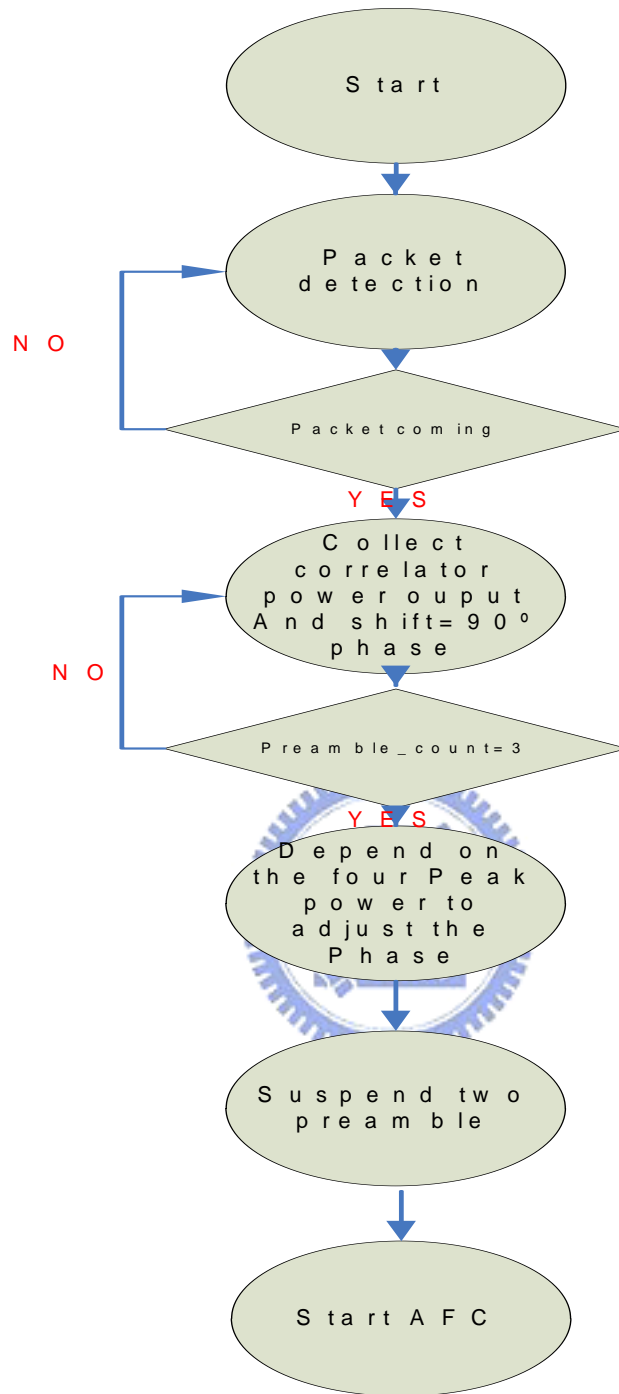 Start
Packet
detection
NO
Packet coming
YES
Collect
correlator
power ouput
And shift=90º
phase
NO
Preamble_count=3
YES
Depend on
the four Peak
power to
adjust the
Phase
Suspend two
preamble
Start AFC